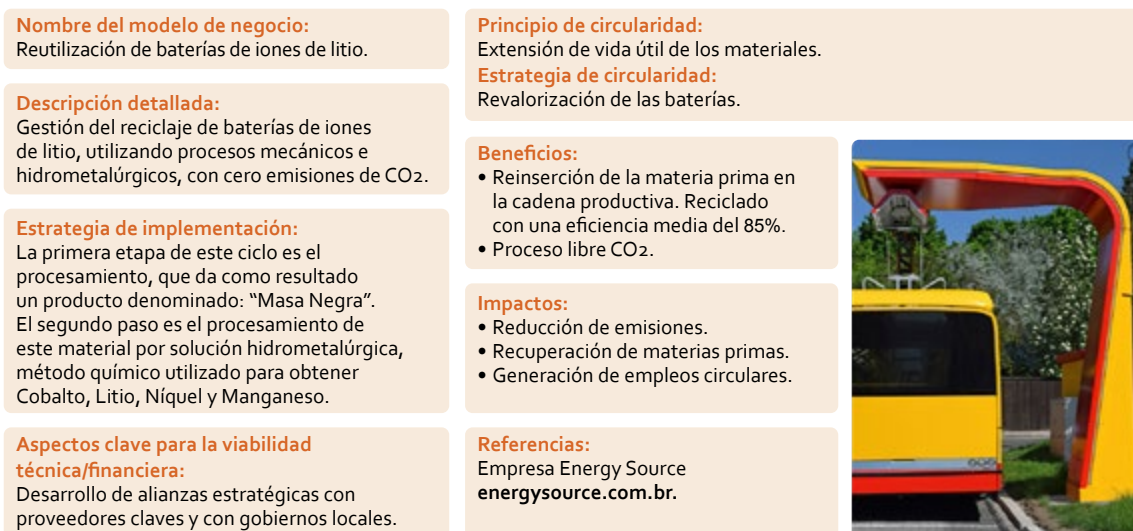 Nombre del modelo de negocio:
Reutilización de baterías de iones de litio.
Descripción detallada:
Gestión del reciclaje de baterías de iones
de litio, utilizando procesos mecánicos e
hidrometalúrgicos, con cero emisiones de CO2.
Estrategia de implementación:
La primera etapa de este ciclo es el
procesamiento, que da como resultado
un producto denominado: “Masa Negra”.
El segundo paso es el procesamiento de
este material por solución hidrometalúrgica,
método químico utilizado para obtener
Cobalto, Litio, Níquel y Manganeso.
Aspectos clave para la viabilidad
técnica/financiera:
Desarrollo de alianzas estratégicas con
proveedores claves y con gobiernos locales.
Principio de circularidad:
Extensión de vida útil de los materiales.
Estrategia de circularidad:
Revalorización de las baterías.
Beneficios:
• Reinserción de la materia prima en
la cadena productiva. Reciclado
con una eficiencia media del 85%.
• Proceso libre CO2.
Impactos:
• Reducción de emisiones.
• Recuperación de materias primas.
• Generación de empleos circulares.
Referencias:
Empresa Energy Source
energysource.com.br.